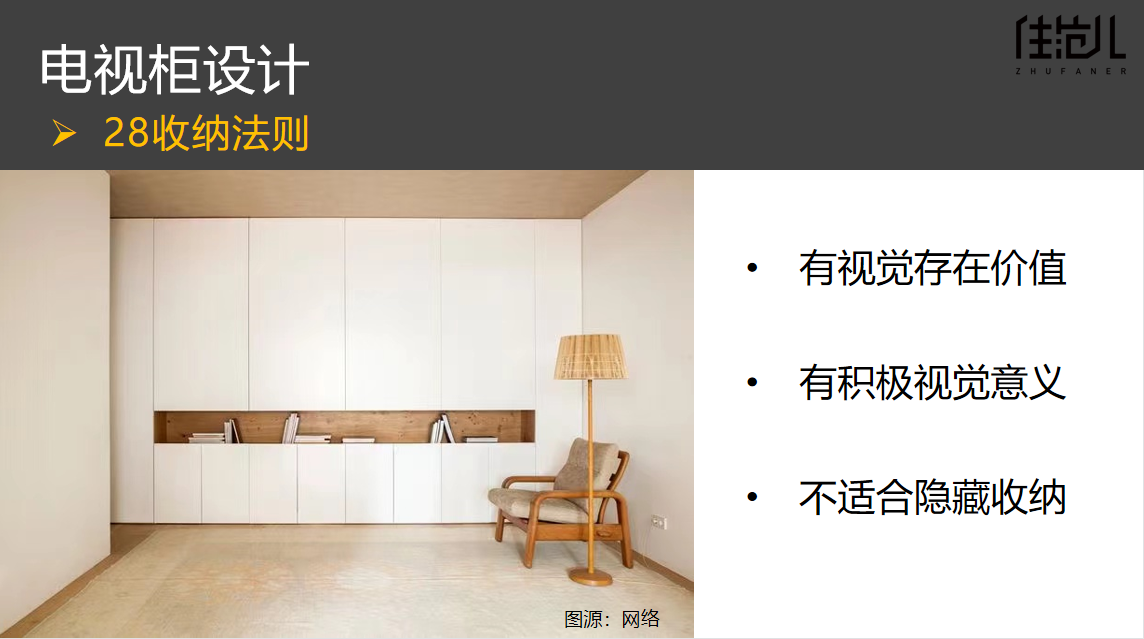 电视柜设计
住范儿
ZHUFANER
➢ 28收纳法则
• 有视觉存在价值
• 有积极视觉意义
• 不适合隐藏收纳
图源：网络